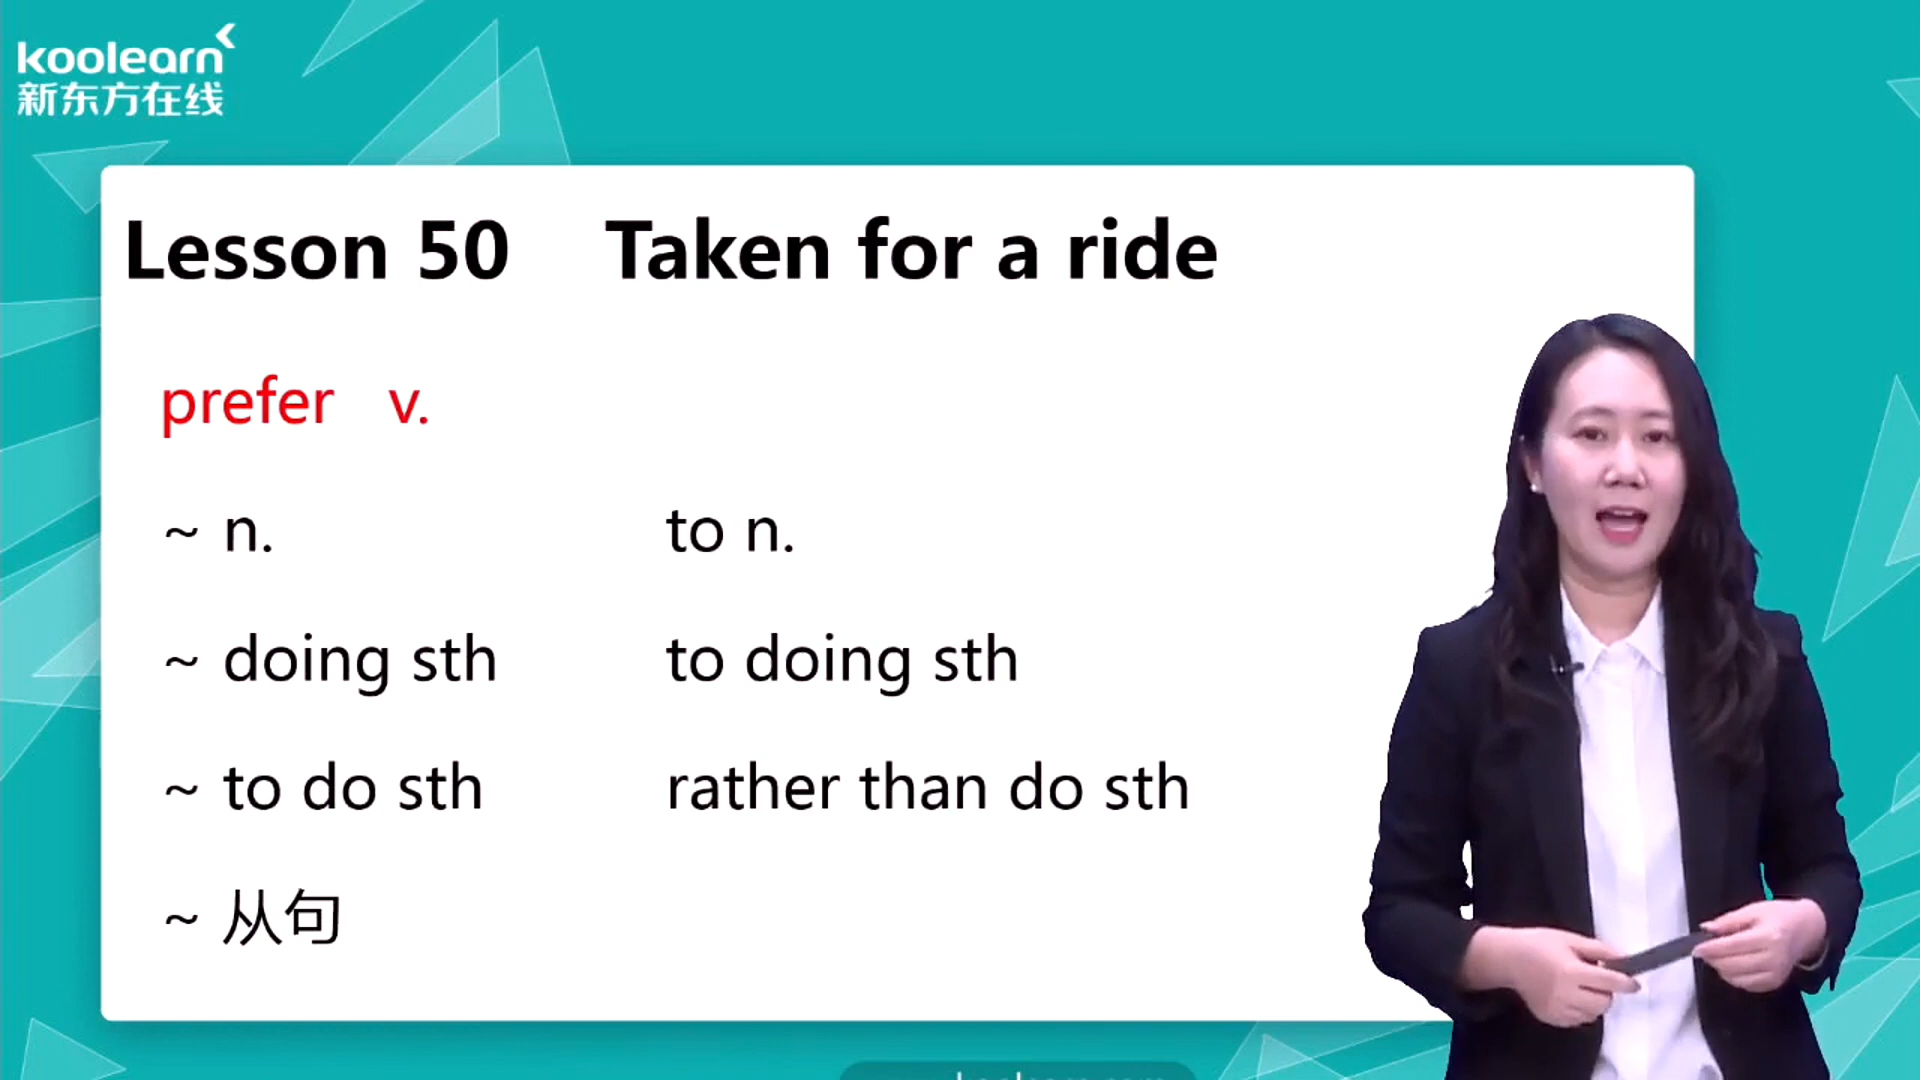 koolearn
新东方在线
Lesson 50 Taken for a ride
prefer v.
~ n. to n.
~ doing sth to doing sth
~ to do sth rather than do sth
~ 从句